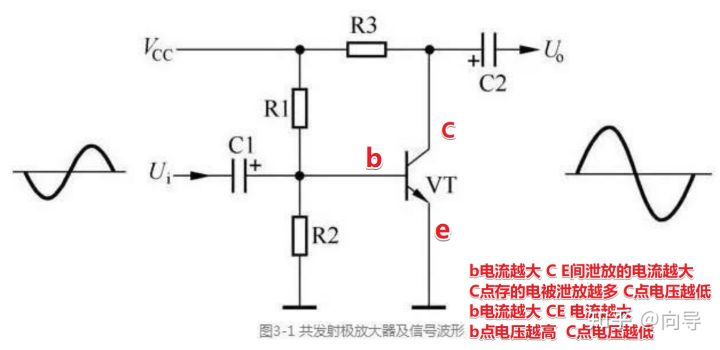 R3
V_CC
U_o
C2
R1
C1
c
b
U_i
VT
R2
e
b电流越大 C E间泄放的电流越大
C点存的电被泄放越多 C点电压越低
b电流越大 CE 电流越大
b点电压越高 C点电压越低
知乎 @向导
图3-1 共发射极放大器及信号波形